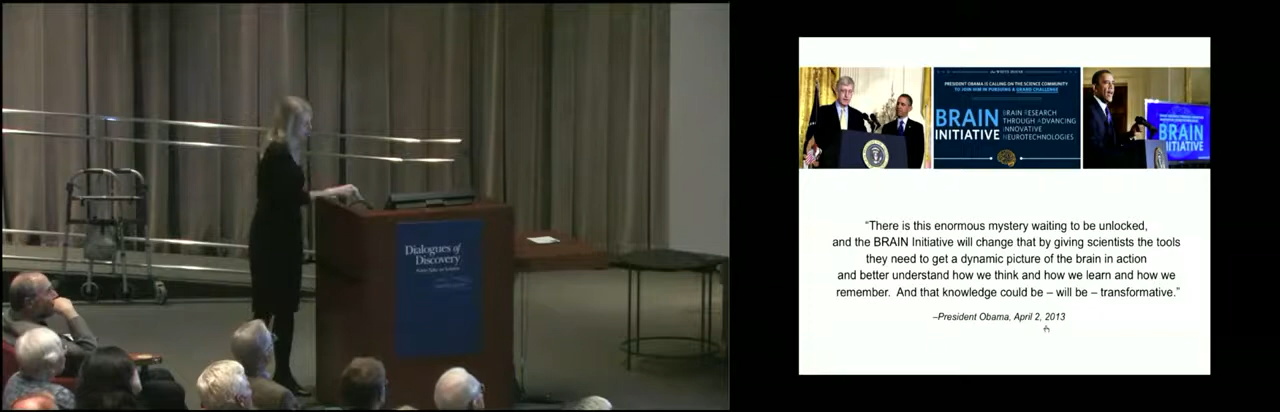 Dialogues of
Discovery
the WHITE HOUSE
PRESIDENT OBAMA IS CALLING ON THE SCIENCE COMMUNITY
TO JOIN HIM IN PURSUING A GRAND CHALLENGE
BRAIN
INITIATIVE
BRAIN RESEARCH
THROUGH ADVANCING
INNOVATIVE
NEUROTECHNOLOGIES
BRAIN
INITIATIVE
“There is this enormous mystery waiting to be unlocked,
and the BRAIN Initiative will change that by giving scientists the tools
they need to get a dynamic picture of the brain in action
and better understand how we think and how we learn and how we
remember. And that knowledge could be – will be – transformative.”
–President Obama, April 2, 2013